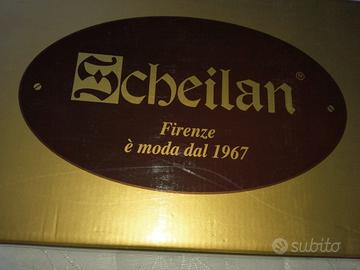 Scheilan®
Firenze
è moda dal 1967
subito